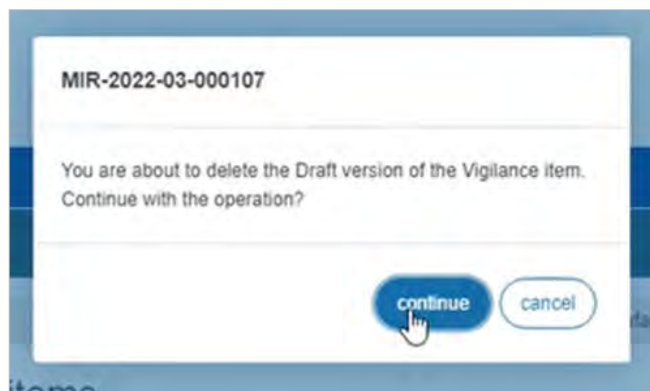 MIR-2022-03-000107
You are about to delete the Draft version of the Vigilance item.
Continue with the operation?
continue
cancel
items